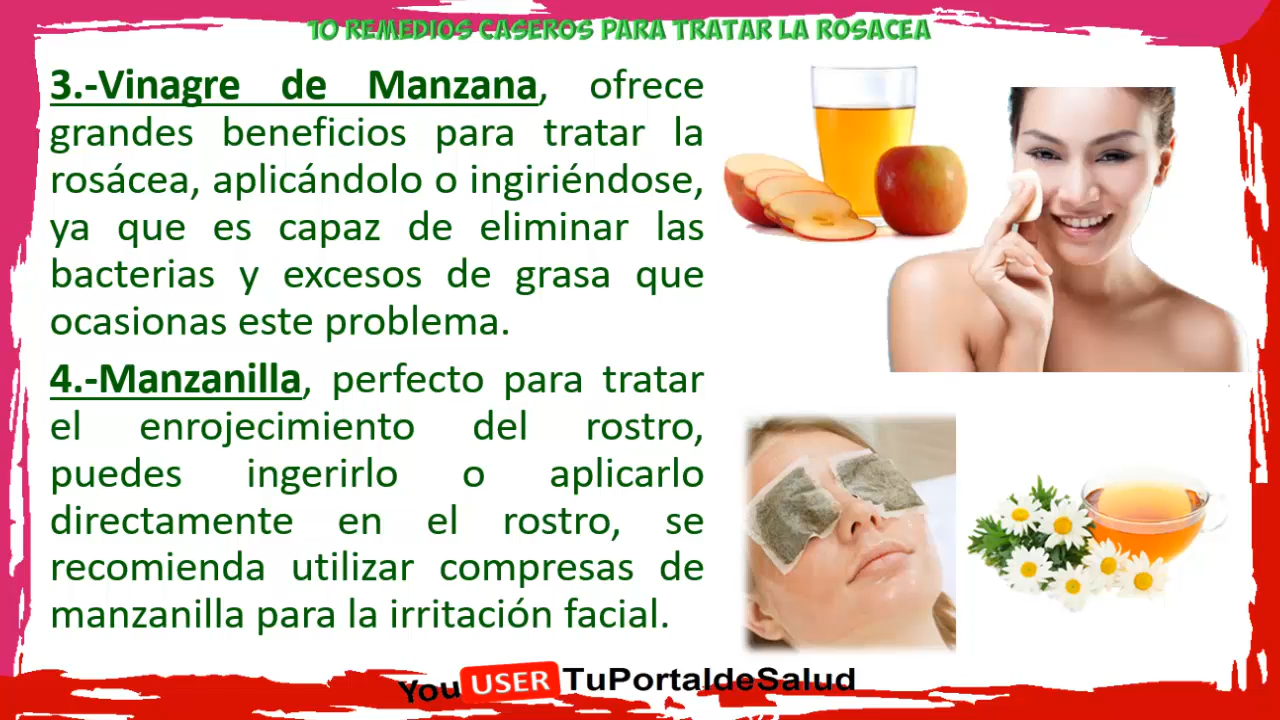 10 REMEDIOS CASEROS PARA TRATAR LA ROSACEA
3.-Vinagre de Manzana, ofrece
grandes beneficios para tratar la
rosácea, aplicándolo o ingiriéndose,
ya que es capaz de eliminar las
bacterias y excesos de grasa que
ocasionas este problema.
4.-Manzanilla, perfecto para tratar
el enrojecimiento del rostro,
puedes ingerirlo o aplicarlo
directamente en el rostro, se
recomienda utilizar compresas de
manzanilla para la irritación facial.
You USER TuPortaldeSalud